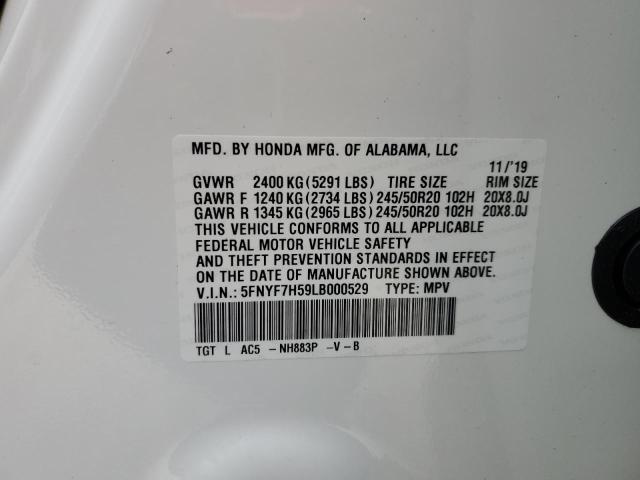 MFD. BY HONDA MFG. OF ALABAMA, LLC
11/'19
GVWR 2400 KG (5291 LBS) TIRE SIZE RIM SIZE
GAWR F 1240 KG (2734 LBS) 245/50R20 102H 20X8.0J
GAWR R 1345 KG (2965 LBS) 245/50R20 102H 20X8.0J
THIS VEHICLE CONFORMS TO ALL APPLICABLE
FEDERAL MOTOR VEHICLE SAFETY
AND THEFT PREVENTION STANDARDS IN EFFECT
ON THE DATE OF MANUFACTURE SHOWN ABOVE.
V.I.N.: 5FNYF7H59LB000529 TYPE: MPV
TGT L AC5 -NH883P -V-B